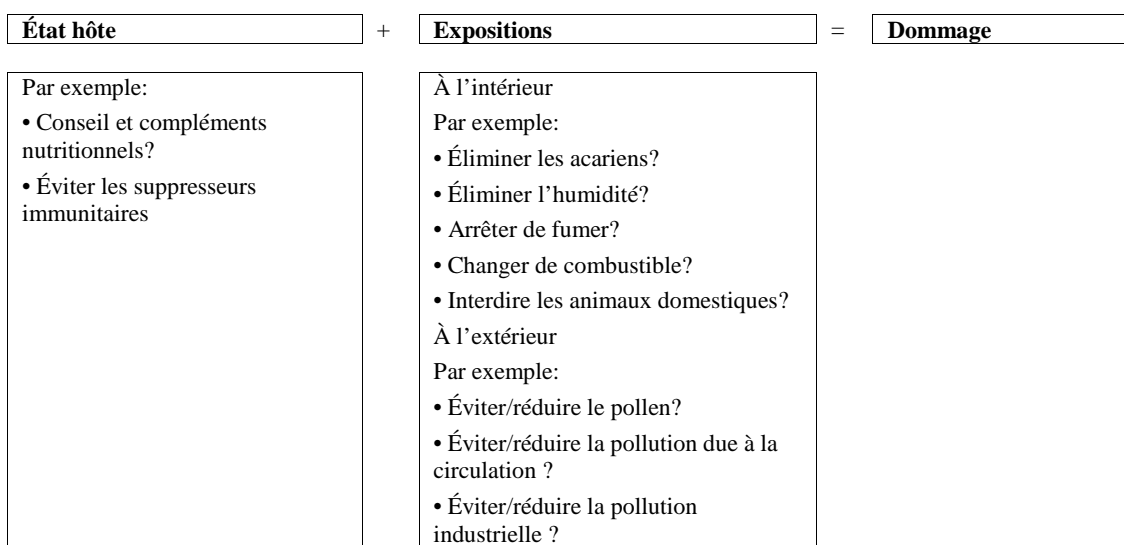 État hôte + Expositions = Dommage
Par exemple:
• Conseil et compléments
nutritionnels?
• Éviter les suppresseurs
immunitaires
À l’intérieur
Par exemple:
• Éliminer les acariens?
• Éliminer l’humidité?
• Arrêter de fumer?
• Changer de combustible?
• Interdire les animaux domestiques?
À l’extérieur
Par exemple:
• Éviter/réduire le pollen?
• Éviter/réduire la pollution due à la
circulation ?
• Éviter/réduire la pollution
industrielle ?